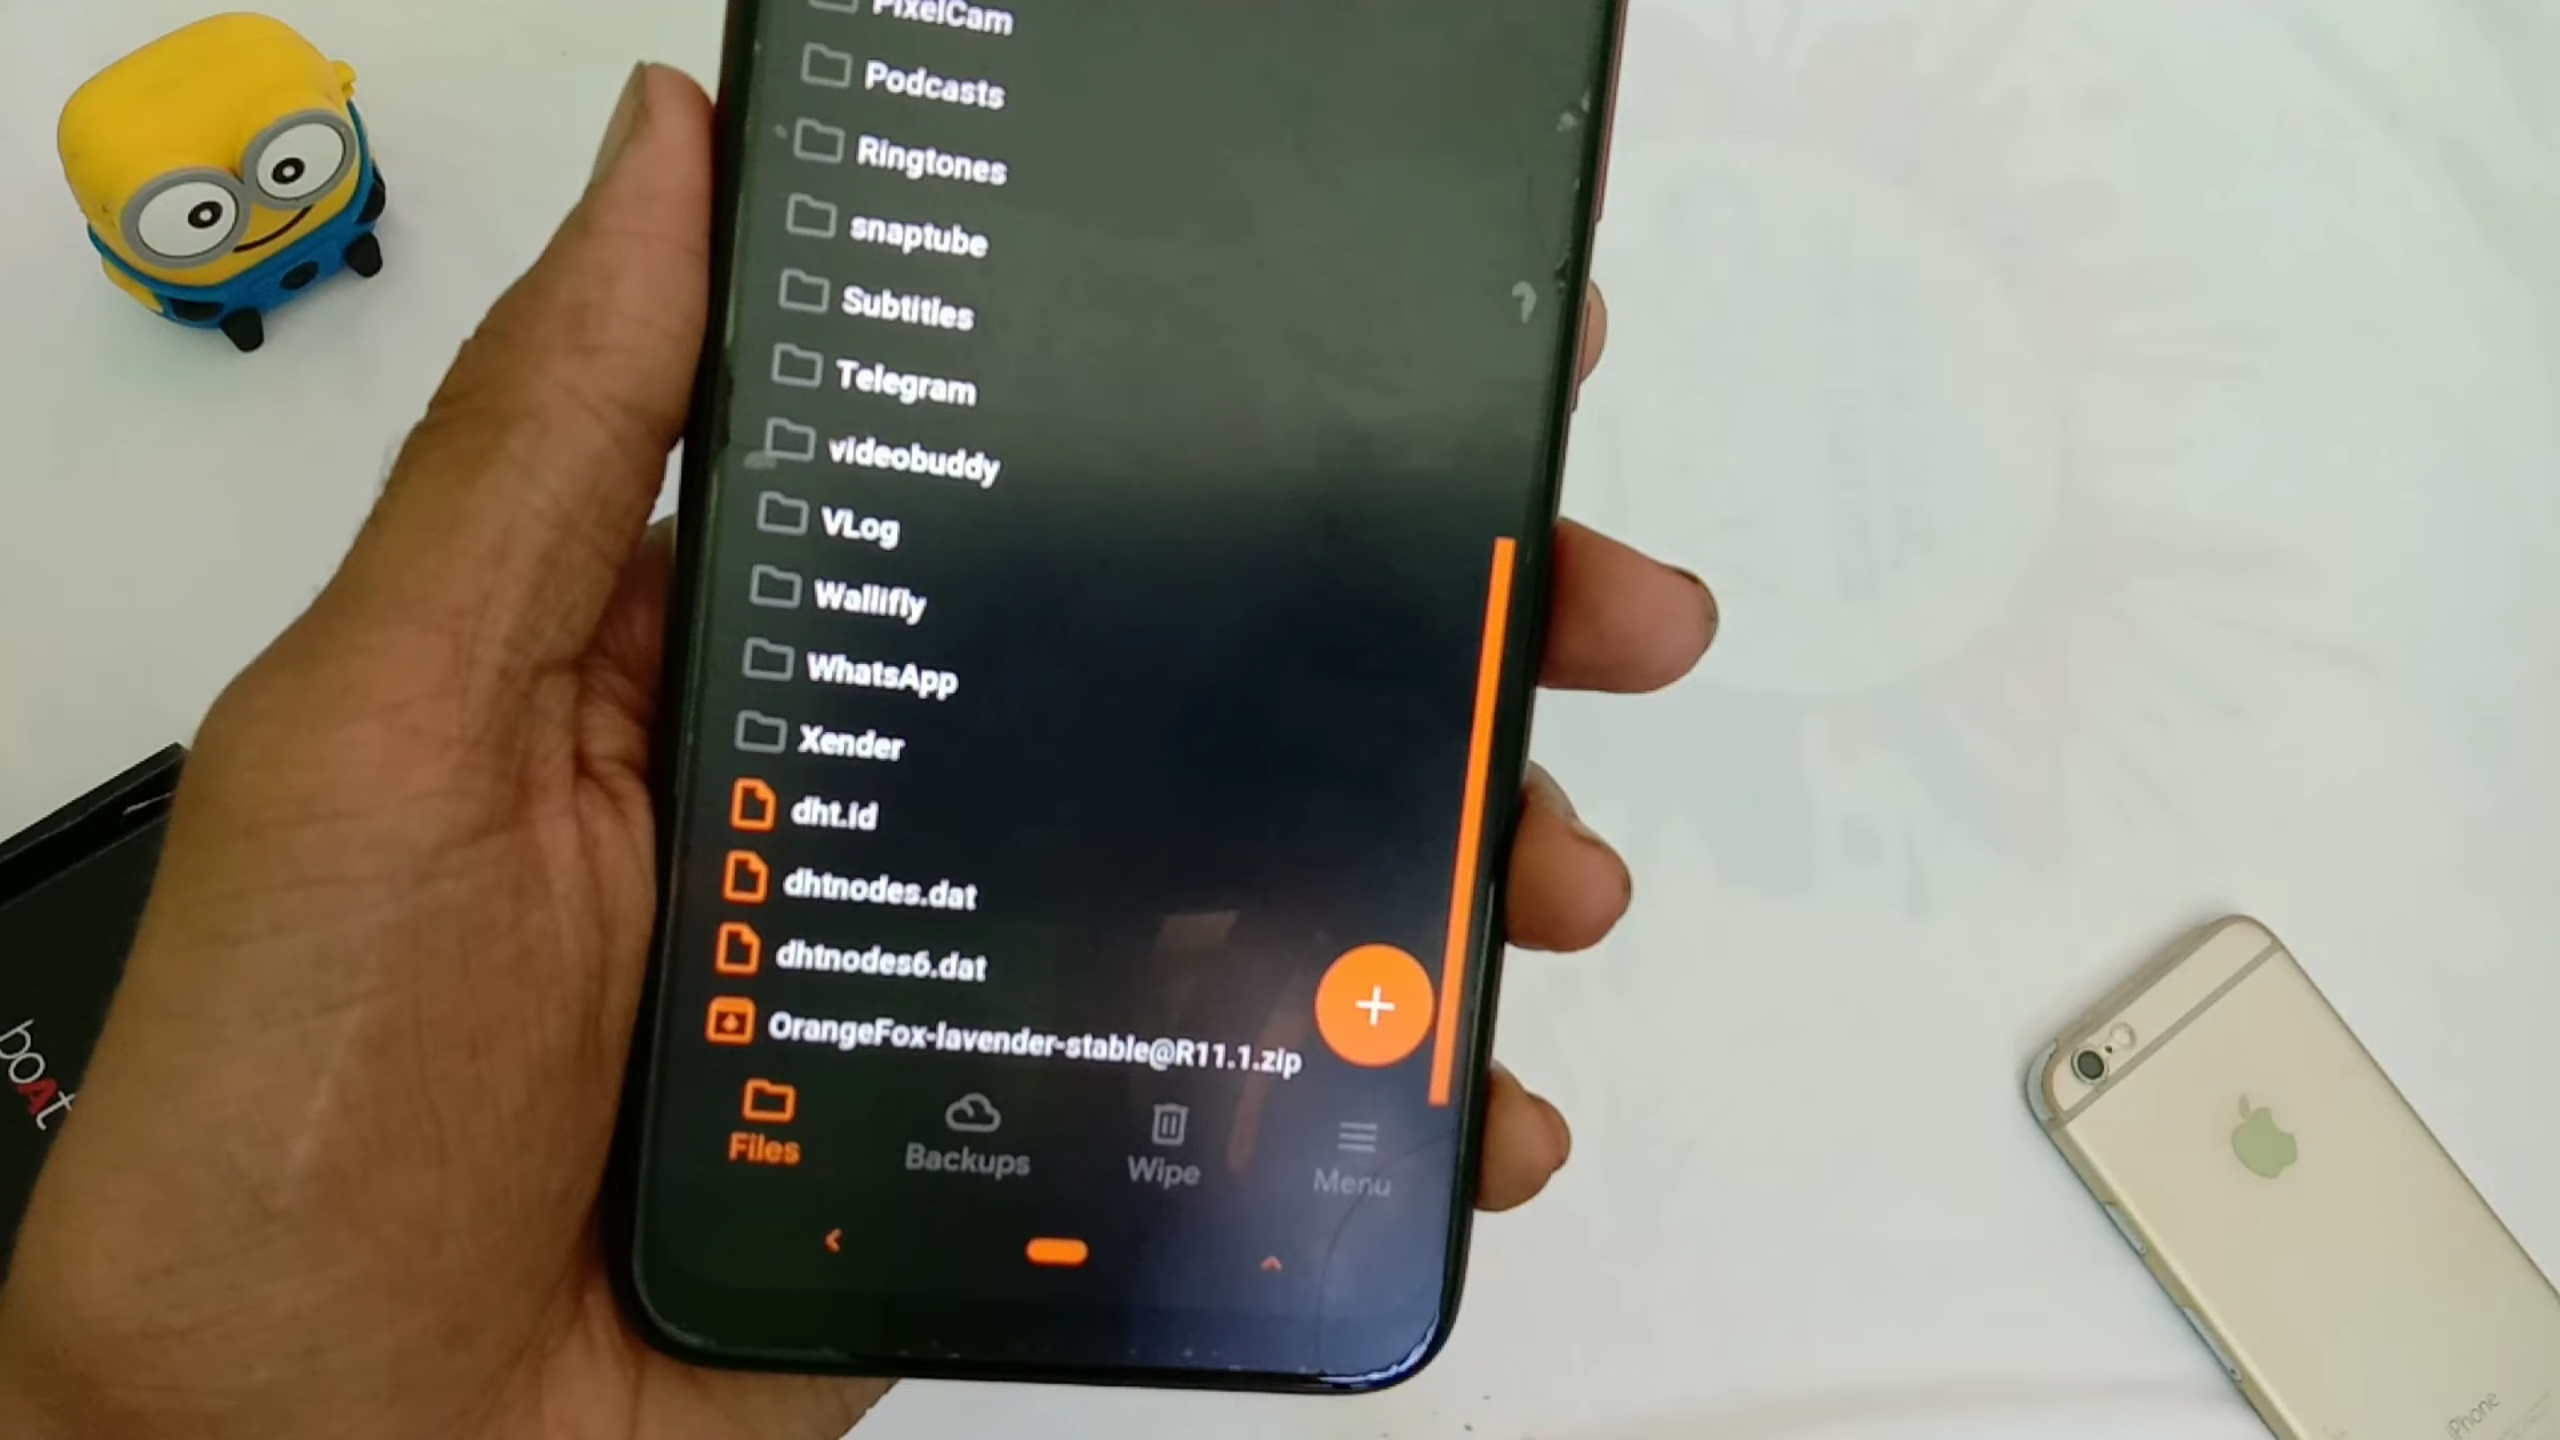 PixelCam
Podcasts
Ringtones
snaptube
Subtitles
Telegram
videobuddy
VLog
Wallifly
WhatsApp
Xender
dht.id
dhtnodes.dat
dhtnodes6.dat
OrangeFox-lavender-stable@R11.1.zip
+
Files
Backups
Wipe
Menu
boAt
iPhone